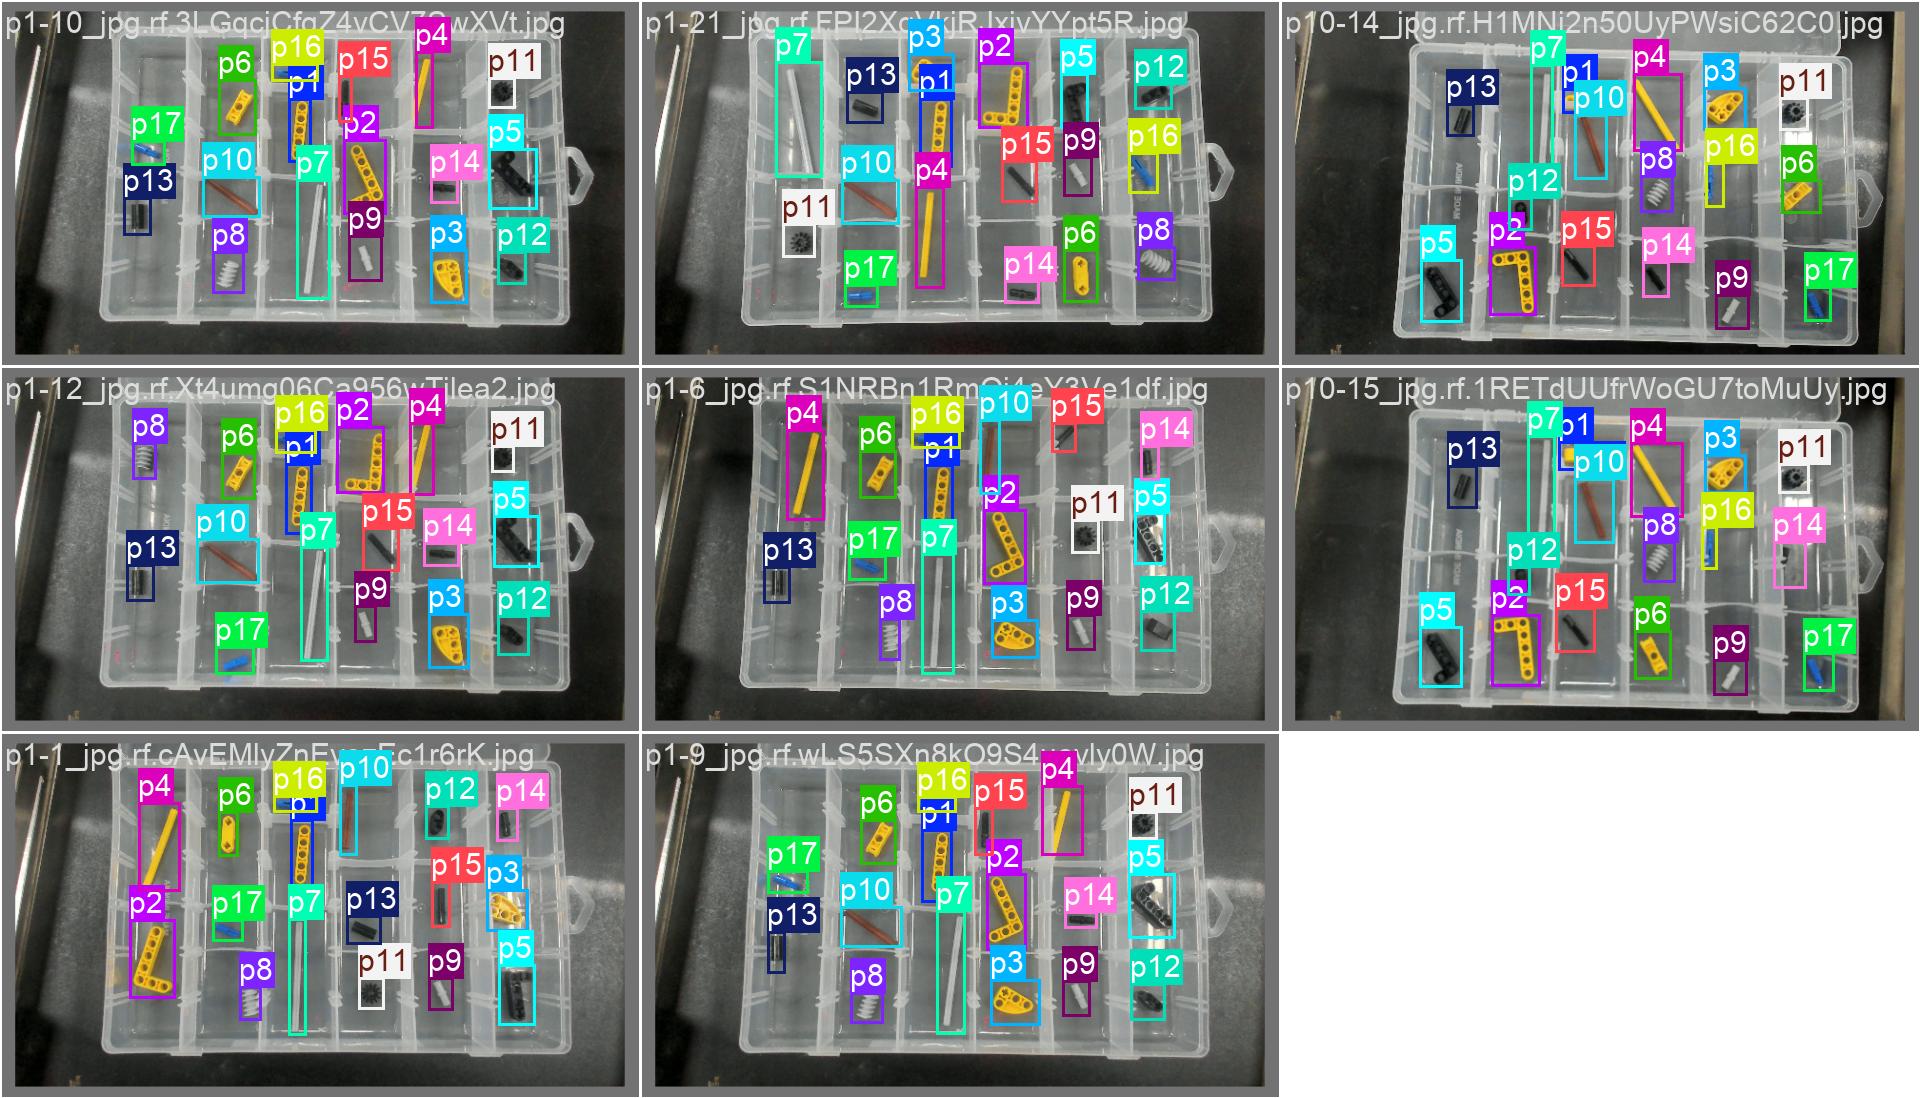 p1-10_jpg.rf.
p16
p4
p15
p11
p6
p1
p17
p2
p5
p10
p7
p14
p13
p9
p8
p3
p12
p1-21_jpg.rf.
p7
p3
p2
p5
p12
p13
p1
p15
p9
p16
p10
p4
p11
p17
p14
p6
p8
p10-14_jpg.rf.H1MNi2n50UyPWsiC62C0.jpg
p7
p1
p4
p3
p11
p13
p10
p8
p16
p6
p12
p5
p2
p15
p14
p9
p17
p1-12_jpg.rf.
p8
p16
p2
p4
p11
p6
p1
p10
p7
p15
p14
p5
p13
p9
p3
p12
p17
p1-6_jpg.rf.
p4
p16
p10
p15
p14
p6
p1
p2
p11
p5
p13
p17
p7
p8
p3
p9
p12
p10-15_jpg.rf.1RETdUUfrWoGU7toMuUy.jpg
p7
p1
p4
p3
p11
p13
p10
p8
p16
p14
p12
p5
p2
p15
p6
p9
p17
p1-1_jpg.rf.
p4
p6
p16
p10
p12
p14
p2
p17
p7
p13
p15
p3
p8
p11
p9
p5
p1-9_jpg.rf.
p16
p4
p6
p1
p15
p11
p17
p10
p7
p2
p14
p5
p13
p8
p3
p9
p12